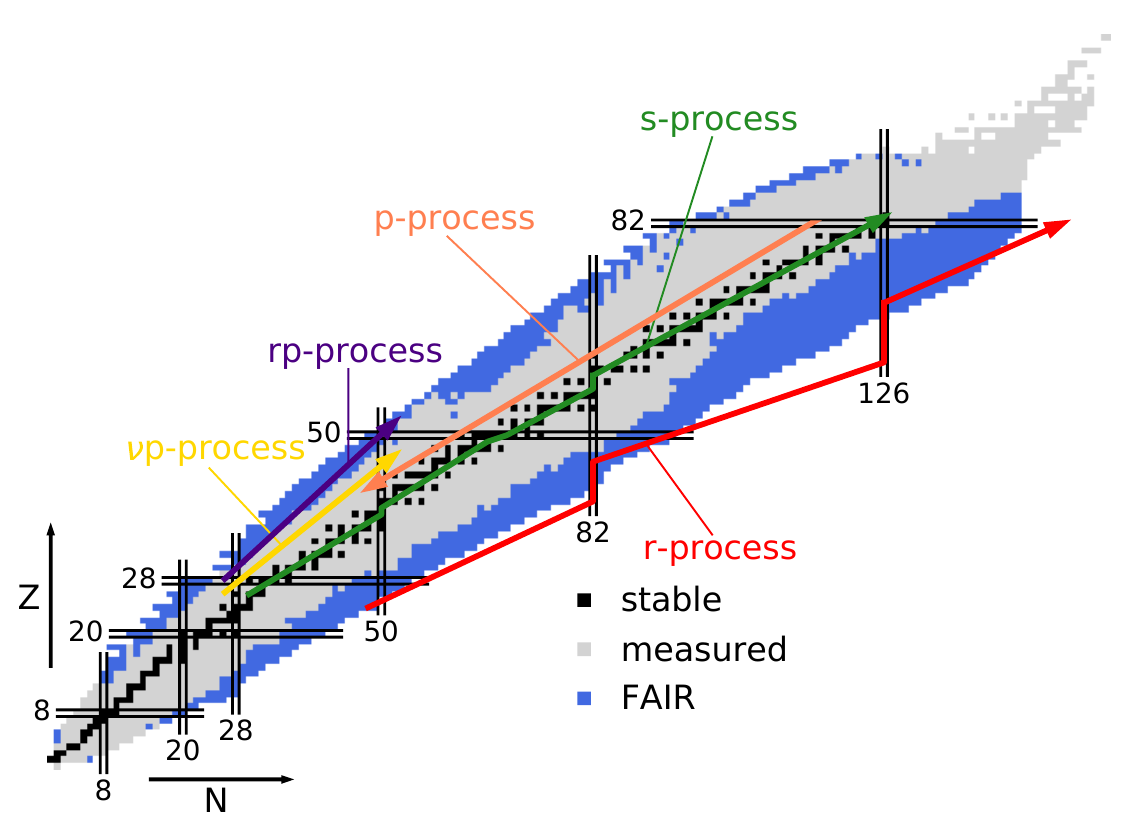 s-process
p-process
82
rp-process
50
126
νp-process
82
r-process
28
Z
stable
20
50
measured
8
FAIR
28
20
8
N